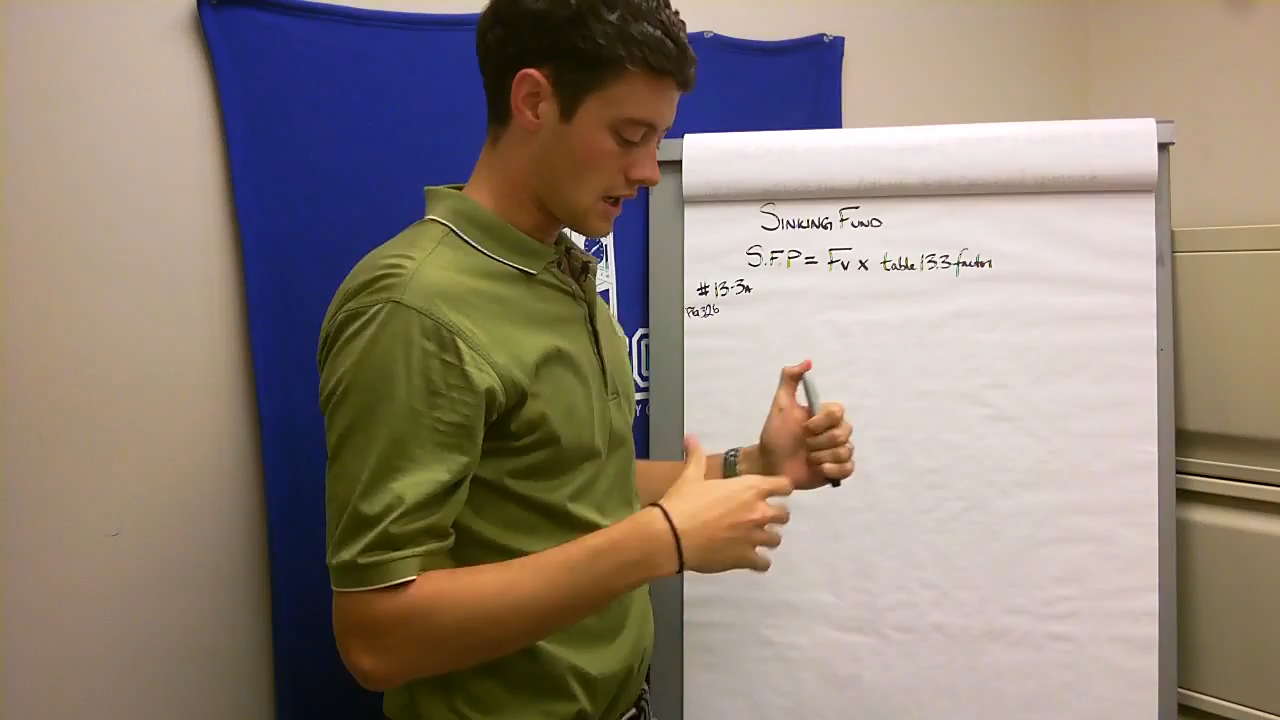 Sinking Fund
S.F.P = Fv x table 13.3 factor
# 13-3A
PG 326